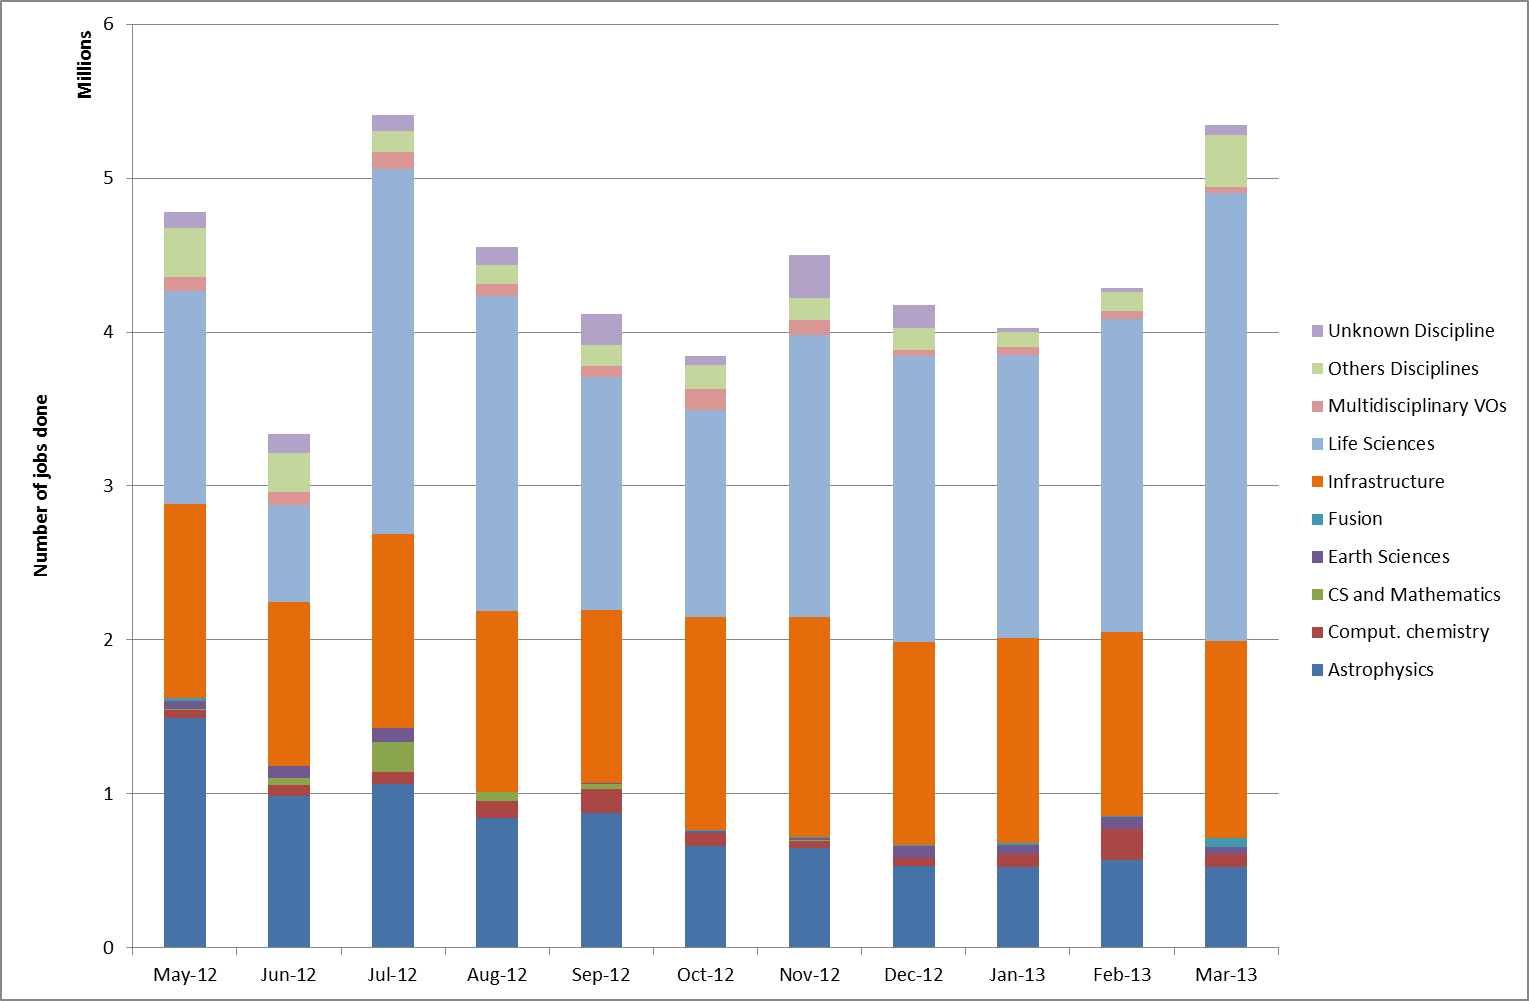 Millions
Number of jobs done
6
5
4
3
2
1
0
May-12 Jun-12 Jul-12 Aug-12 Sep-12 Oct-12 Nov-12 Dec-12 Jan-13 Feb-13 Mar-13
Unknown Discipline
Others Disciplines
Multidisciplinary VOs
Life Sciences
Infrastructure
Fusion
Earth Sciences
CS and Mathematics
Comput. chemistry
Astrophysics